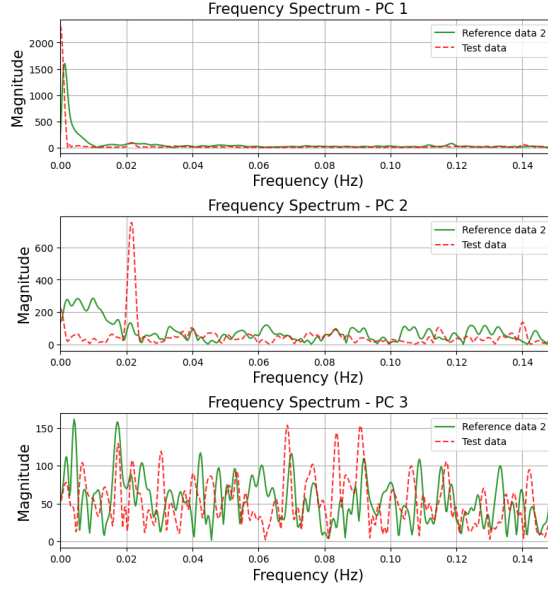 Frequency Spectrum - PC 1
Magnitude
2000
1500
1000
500
0
Reference data 2
Test data
0.00 0.02 0.04 0.06 0.08 0.10 0.12 0.14
Frequency (Hz)
Frequency Spectrum - PC 2
Magnitude
600
400
200
0
Reference data 2
Test data
0.00 0.02 0.04 0.06 0.08 0.10 0.12 0.14
Frequency (Hz)
Frequency Spectrum - PC 3
Magnitude
150
100
50
0
Reference data 2
Test data
0.00 0.02 0.04 0.06 0.08 0.10 0.12 0.14
Frequency (Hz)